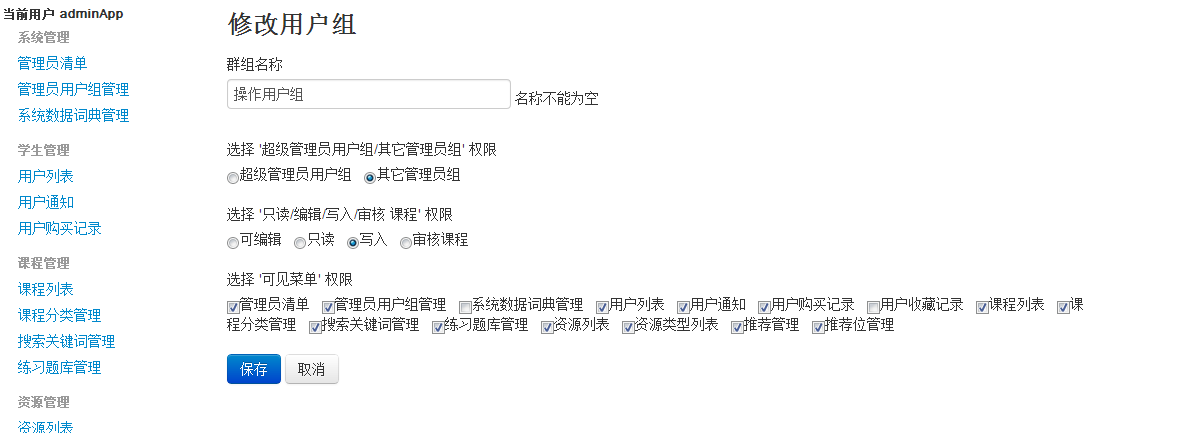 当前用户 adminApp
系统管理
管理员清单
管理员用户组管理
系统数据词典管理
学生管理
用户列表
用户通知
用户购买记录
课程管理
课程列表
课程分类管理
搜索关键词管理
练习题库管理
资源管理
资源列表
修改用户组
群组名称
操作用户组 名称不能为空
选择 '超级管理员用户组/其它管理员组' 权限
超级管理员用户组 其它管理员组
选择 '只读/编辑/写入/审核 课程' 权限
可编辑 只读 写入 审核课程
选择 '可见菜单' 权限
管理员清单 管理员用户组管理 系统数据词典管理 用户列表 用户通知 用户购买记录 用户收藏记录 课程列表 课
程分类管理 搜索关键词管理 练习题库管理 资源列表 资源类型列表 推荐管理 推荐位管理
保存 取消